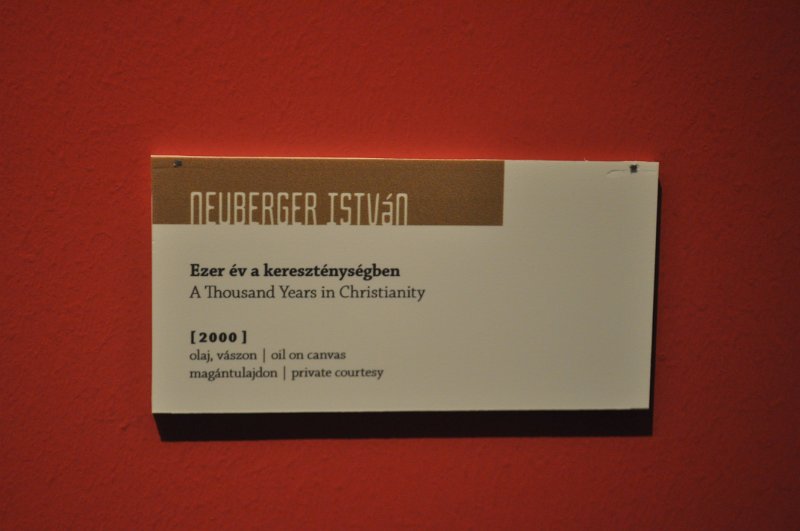 NEUBERGER ISTVáN
Ezer év a kereszténységben
A Thousand Years in Christianity
[ 2000 ]
olaj, vászon | oil on canvas
magántulajdon | private courtesy